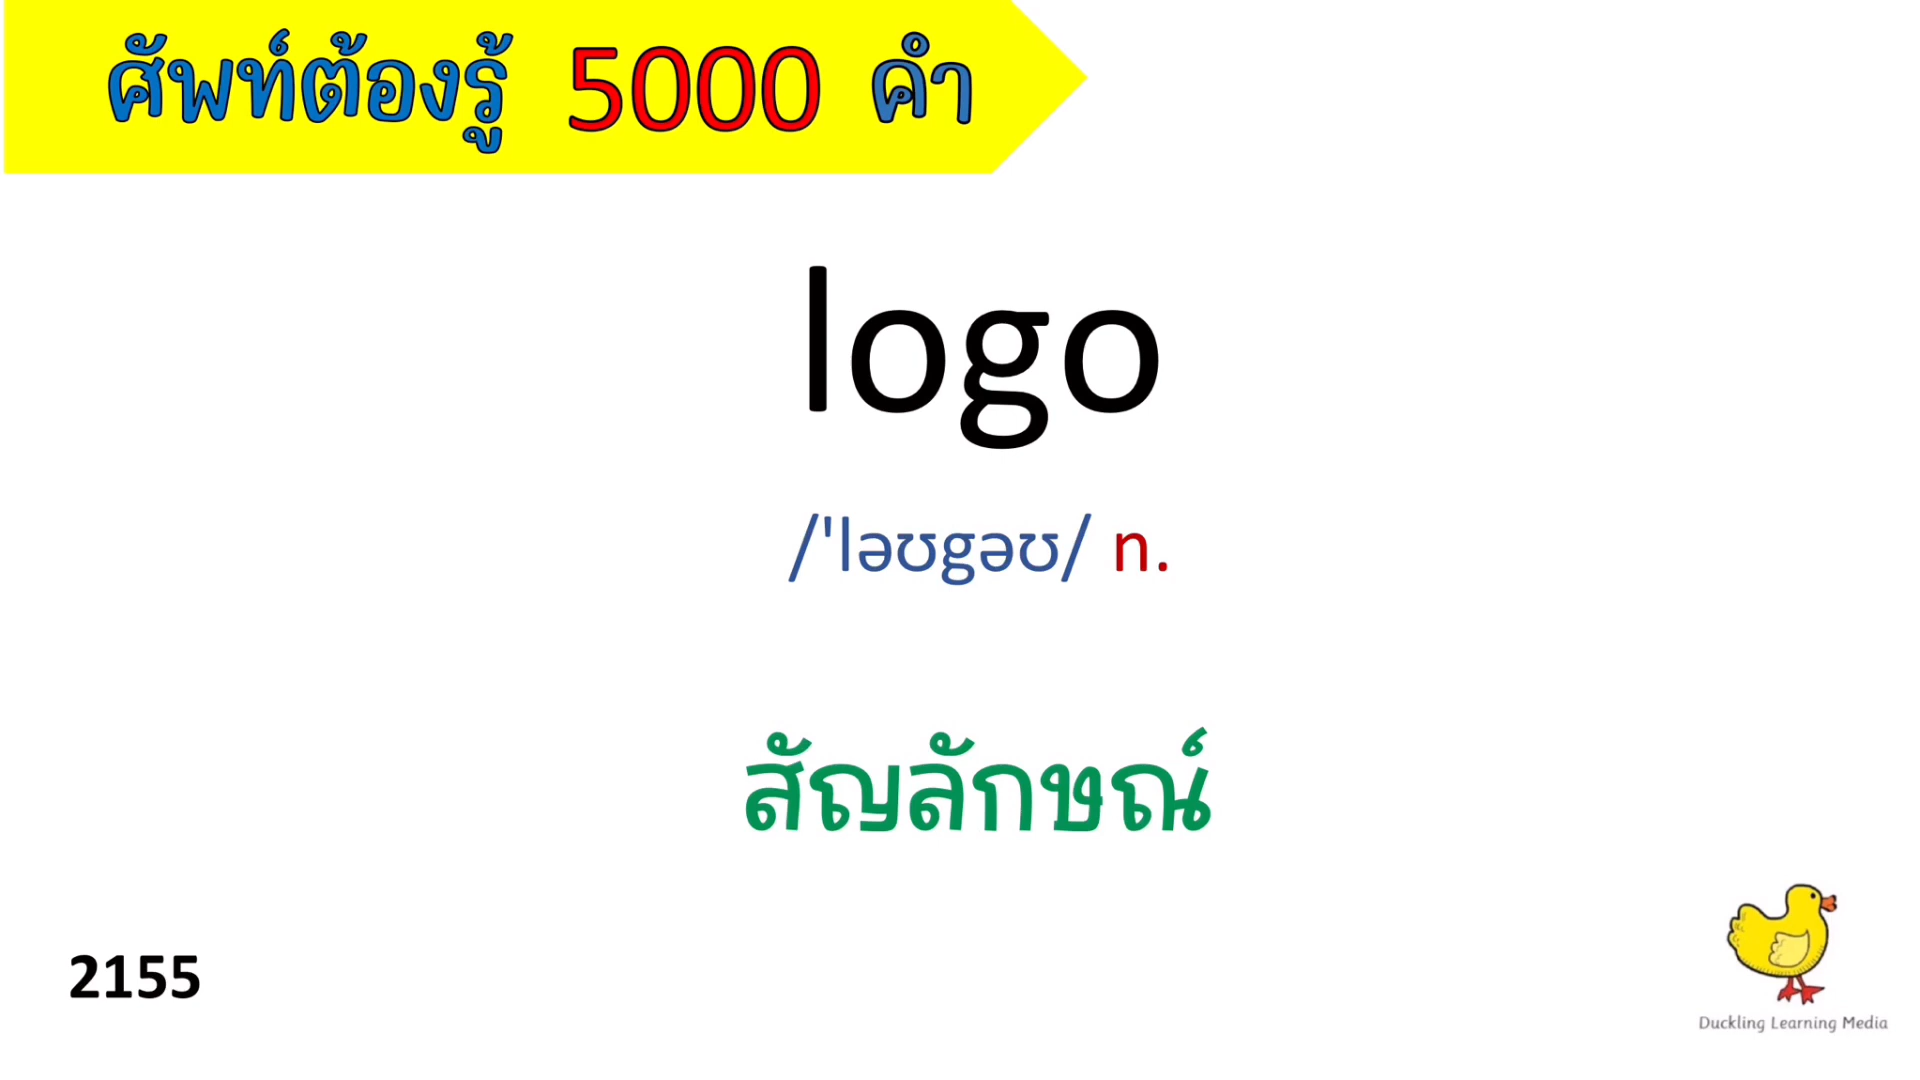 ศัพท์ต้องรู้ 5000 คำ
logo
/ˈləʊgəʊ/ n.
สัญลักษณ์
2155
Duckling Learning Media